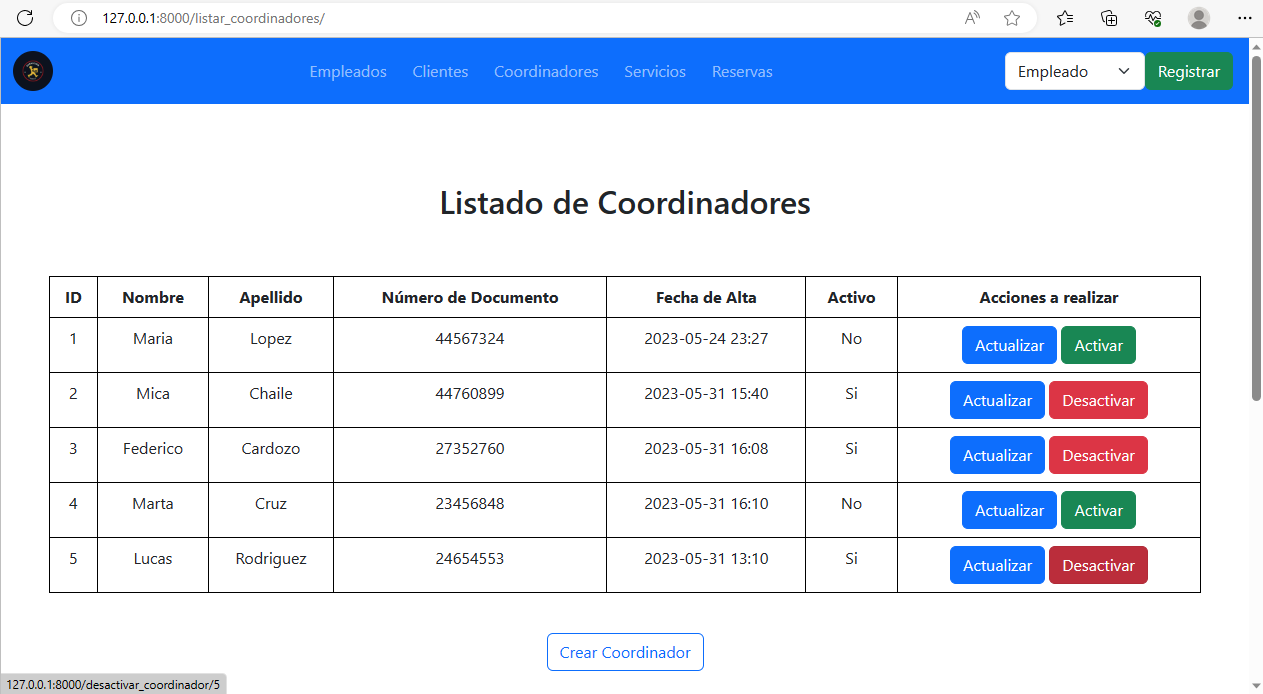 127.0.0.1:8000/listar_coordinadores/
Empleados Clientes Coordinadores Servicios Reservas Empleado Registrar
Listado de Coordinadores
ID Nombre Apellido Número de Documento Fecha de Alta Activo Acciones a realizar
1 Maria Lopez 44567324 2023-05-24 23:27 No Actualizar Activar
2 Mica Chaile 44760899 2023-05-31 15:40 Si Actualizar Desactivar
3 Federico Cardozo 27352760 2023-05-31 16:08 Si Actualizar Desactivar
4 Marta Cruz 23456848 2023-05-31 16:10 No Actualizar Activar
5 Lucas Rodriguez 24654553 2023-05-31 13:10 Si Actualizar Desactivar
Crear Coordinador
127.0.0.1:8000/desactivar_coordinador/5